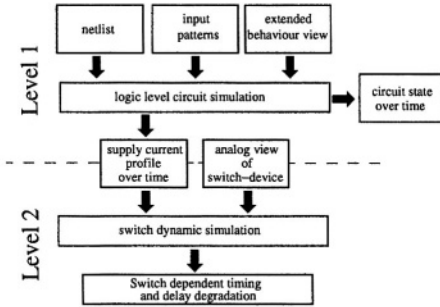 Level 1
netlist
input
patterns
extended
behaviour view
logic level circuit simulation
circuit state
over time
supply current
profile
over time
analog view
of
switch–device
Level 2
switch dynamic simulation
Switch dependent timing
and delay degradation